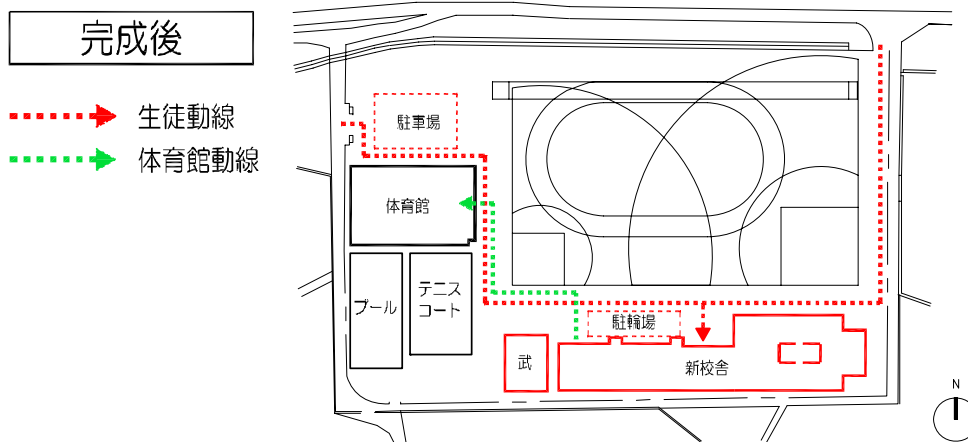 完成後
生徒動線
体育館動線
駐車場
体育館
プール
テニス
コート
駐輪場
武
新校舎
N